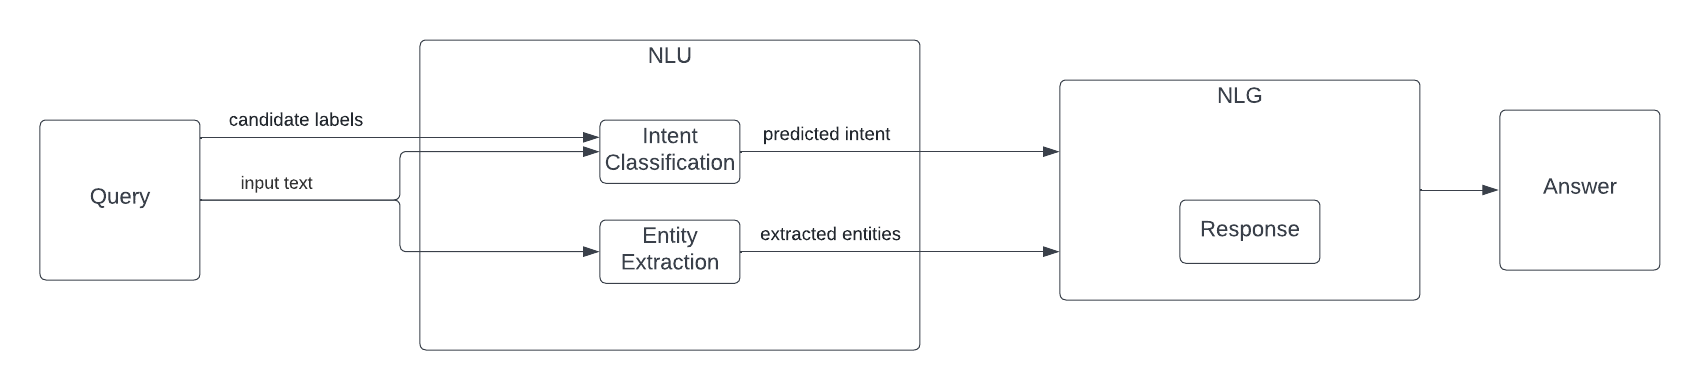 NLU
NLG
candidate labels
Intent
Classification
predicted intent
Query
input text
Entity
Extraction
extracted entities
Response
Answer